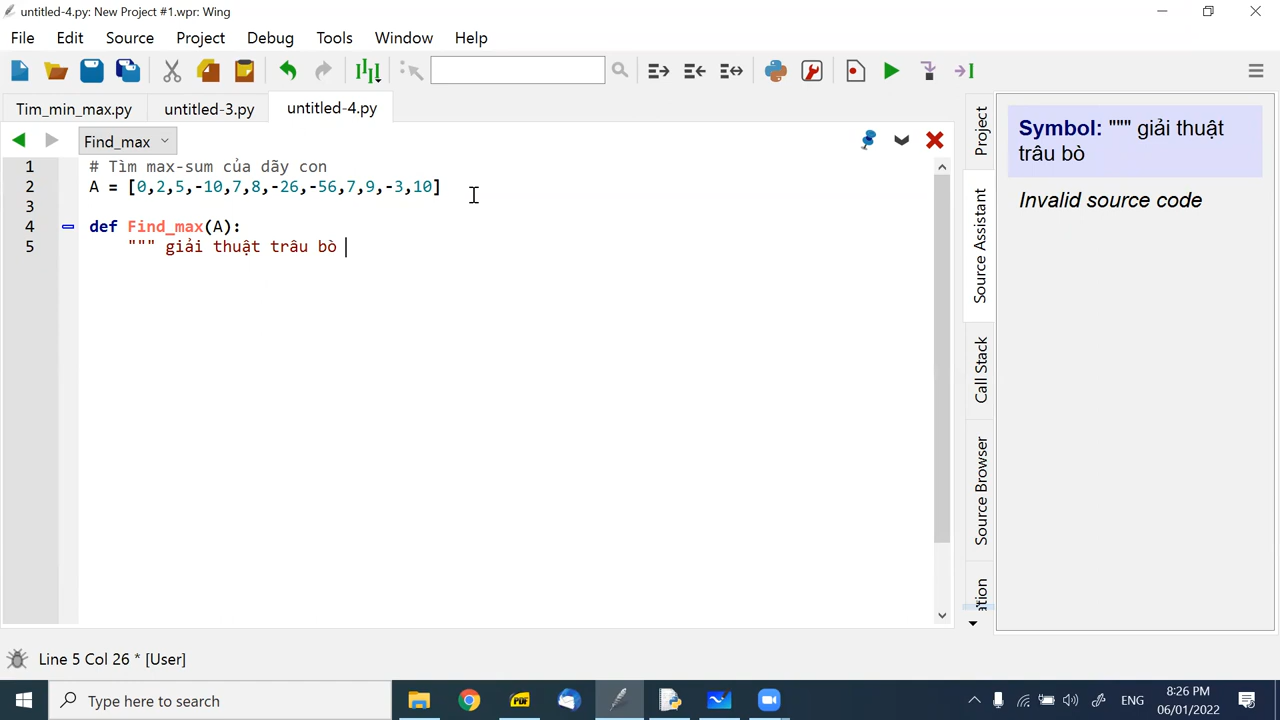 untitled-4.py: New Project #1.wpr: Wing
File Edit Source Project Debug Tools Window Help
Tim_min_max.py untitled-3.py untitled-4.py
Find_max
1 # Tìm max-sum của dãy con
2 A = [0,2,5,-10,7,8,-26,-56,7,9,-3,10]
3
4 def Find_max(A):
5 """ giải thuật trâu bò
Project
Source Assistant
Call Stack
Source Browser
Symbol: """ giải thuật
trâu bò
Invalid source code
Line 5 Col 26 * [User]
Type here to search
PDF
ENG
8:26 PM
06/01/2022